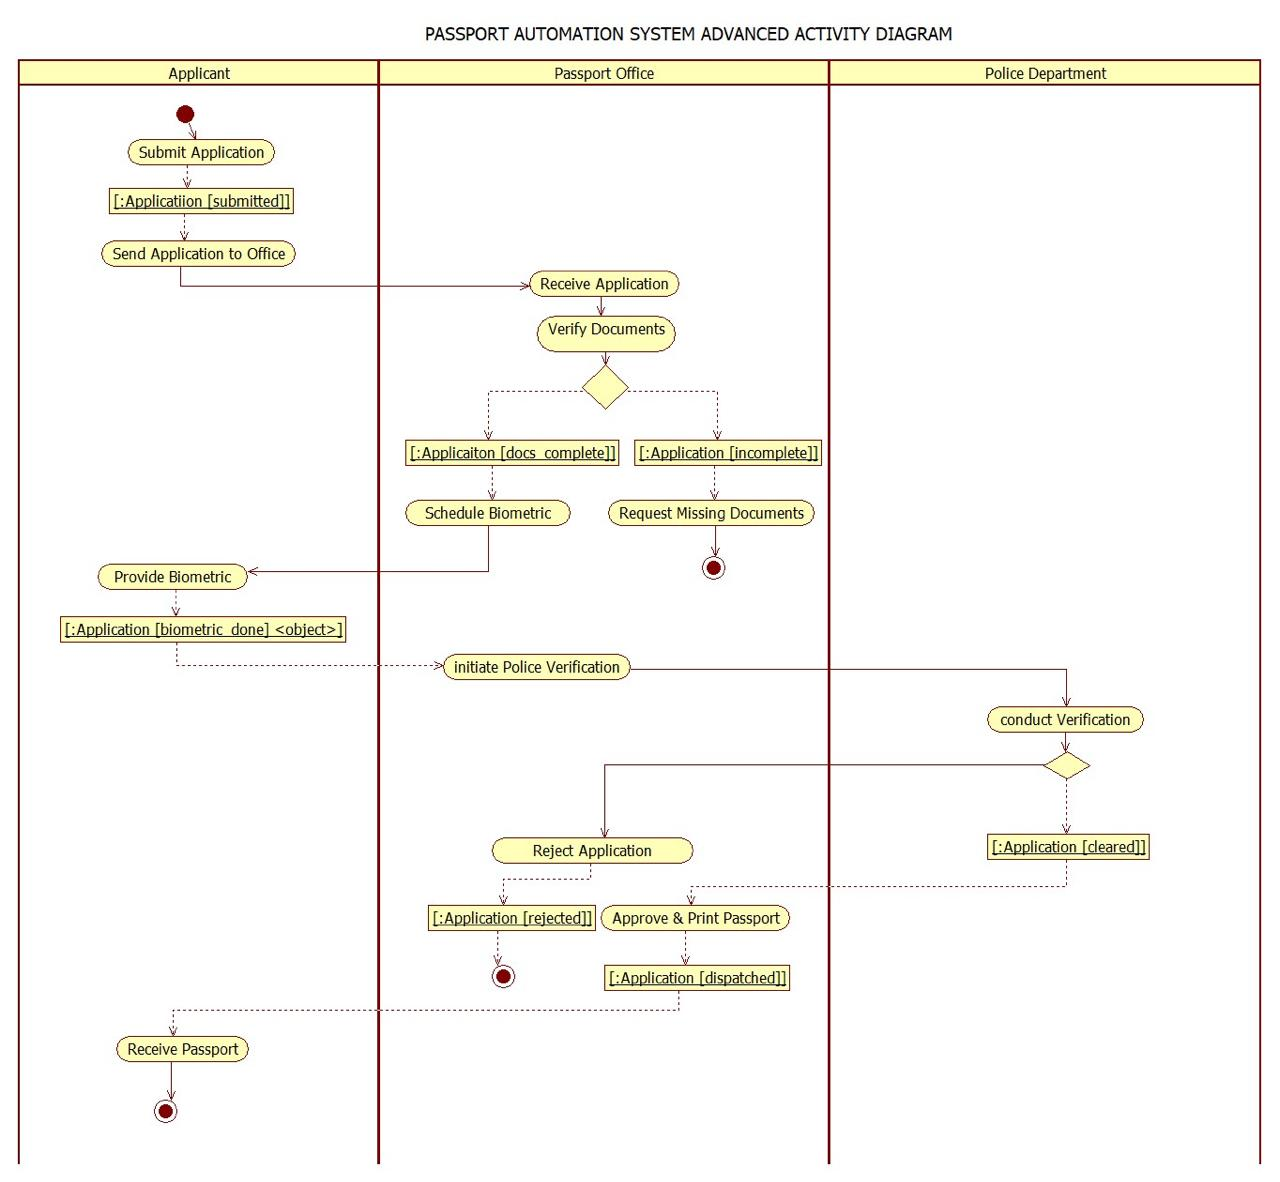 PASSPORT AUTOMATION SYSTEM ADVANCED ACTIVITY DIAGRAM
Applicant
Passport Office
Police Department
Submit Application
[:Applicatiion [submitted]]
Send Application to Office
Receive Application
Verify Documents
[:Applicaiton [docs_complete]]
[:Application [incomplete]]
Schedule Biometric
Request Missing Documents
Provide Biometric
[:Application [biometric_done] <object>]
initiate Police Verification
conduct Verification
Reject Application
[:Application [cleared]]
[:Application [rejected]]
Approve & Print Passport
[:Application [dispatched]]
Receive Passport